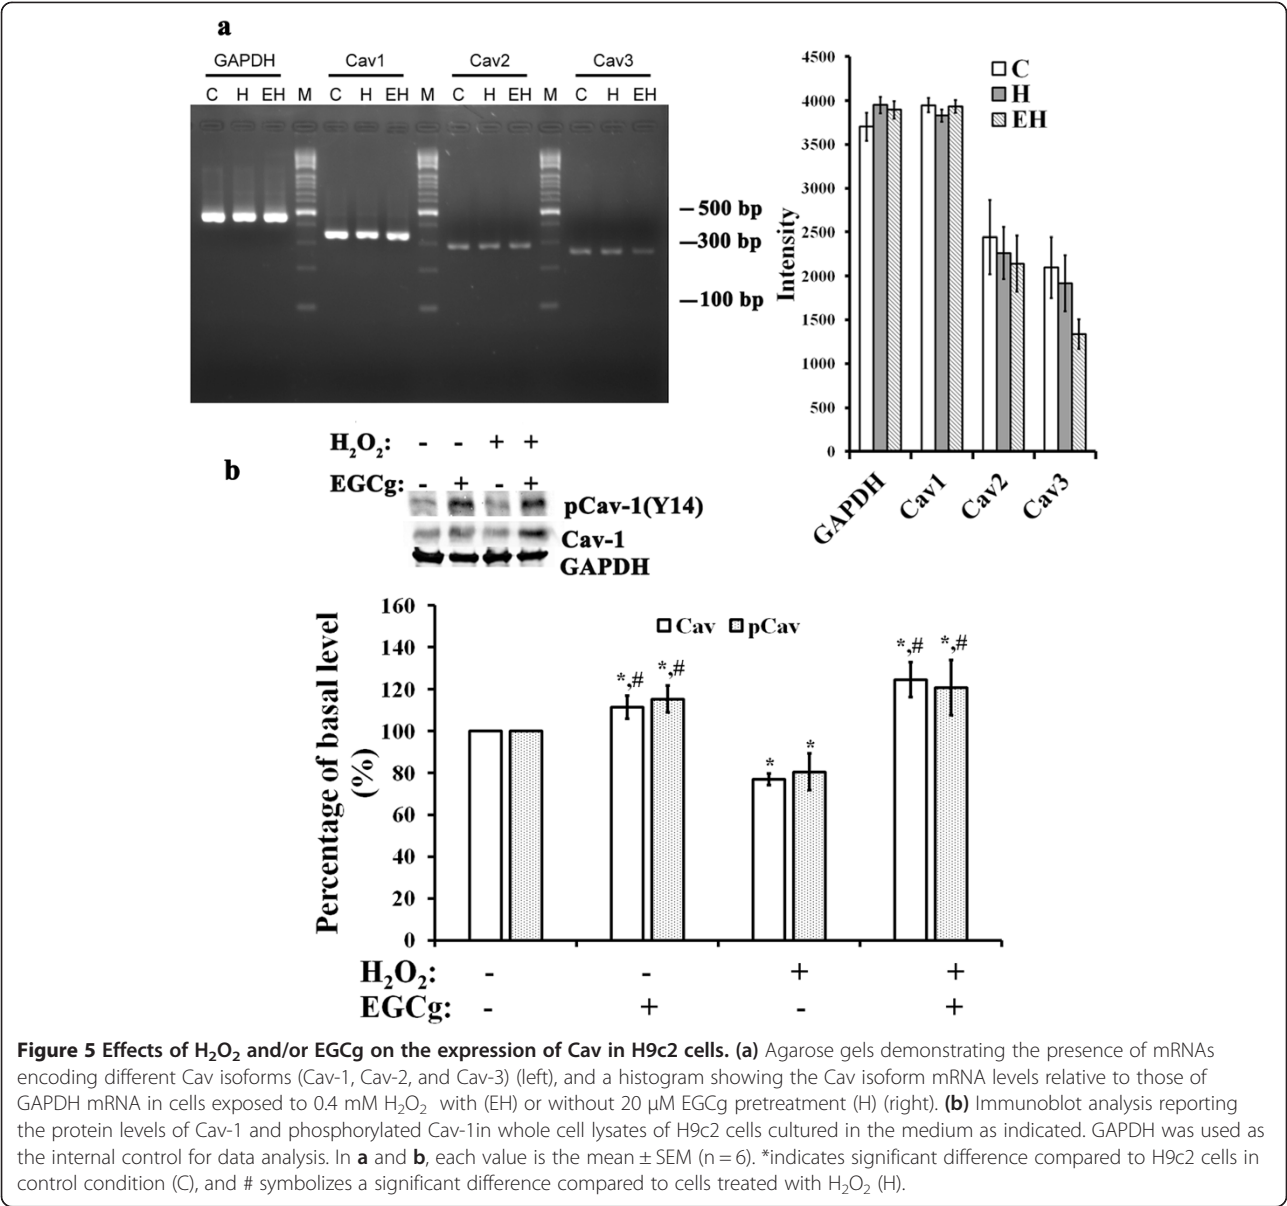 a
GAPDH Cav1 Cav2 Cav3
C H EH M C H EH M C H EH M C H EH
500 bp
300 bp
100 bp
4500
4000
3500
3000
2500
2000
1500
1000
500
0
Intensity
C
H
EH
GAPDH Cav1 Cav2 Cav3
b
H₂O₂: - - + +
EGCg: - + - +
pCav-1(Y14)
Cav-1
GAPDH
160
140
120
100
80
60
40
20
0
Percentage of basal level
(%)
Cav pCav
*,# *,# * * *,# *,#
H₂O₂: - - + +
EGCg: - + - +
Figure 5 Effects of H₂O₂ and/or EGCg on the expression of Cav in H9c2 cells. (a) Agarose gels demonstrating the presence of mRNAs
encoding different Cav isoforms (Cav-1, Cav-2, and Cav-3) (left), and a histogram showing the Cav isoform mRNA levels relative to those of
GAPDH mRNA in cells exposed to 0.4 mM H₂O₂ with (EH) or without 20 μM EGCg pretreatment (H) (right). (b) Immunoblot analysis reporting
the protein levels of Cav-1 and phosphorylated Cav-1in whole cell lysates of H9c2 cells cultured in the medium as indicated. GAPDH was used as
the internal control for data analysis. In a and b, each value is the mean ± SEM (n = 6). *indicates significant difference compared to H9c2 cells in
control condition (C), and # symbolizes a significant difference compared to cells treated with H₂O₂ (H).